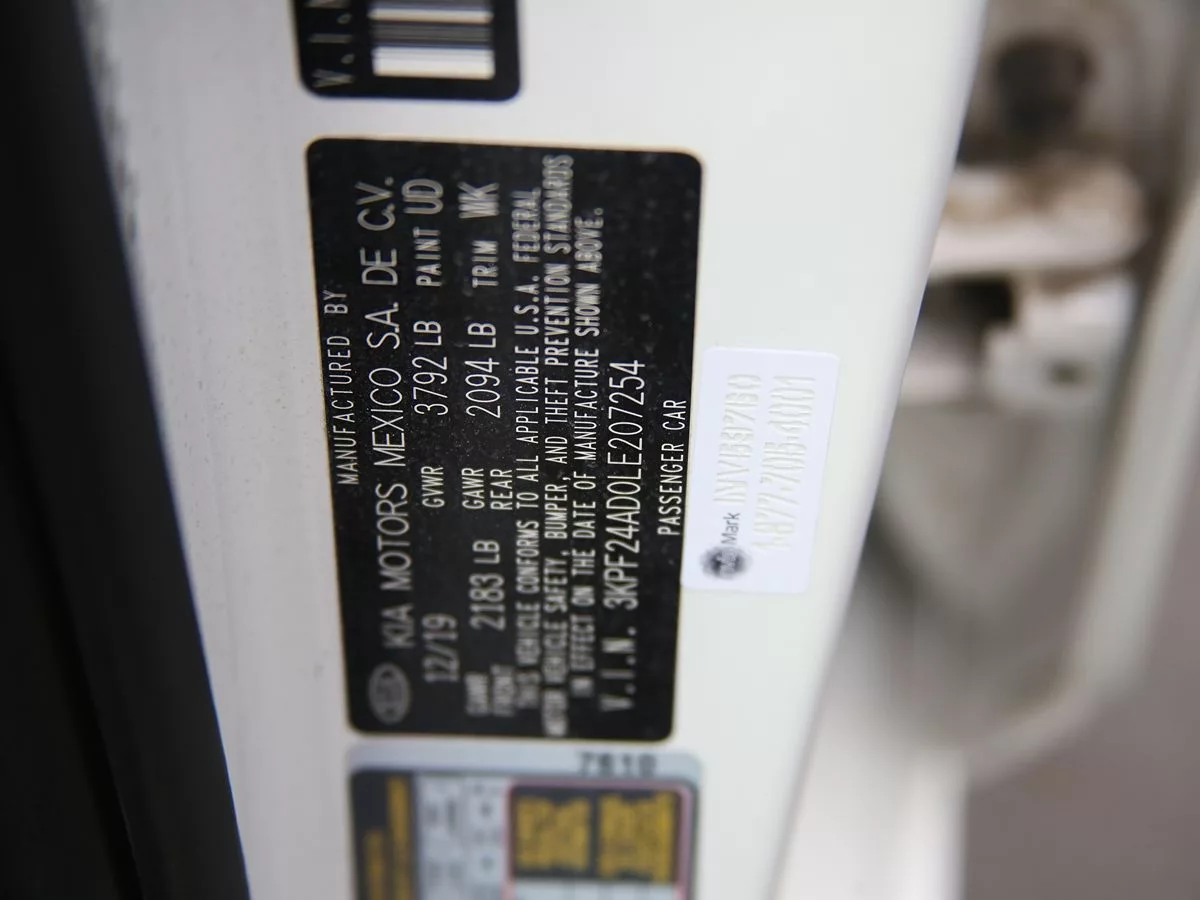 V.I.N
MANUFACTURED BY
KIA KIA MOTORS MEXICO S.A. DE C.V.
12/19 GVWR 3792 LB PAINT UD
GAWR FRONT 2183 LB GAWR REAR 2094 LB TRIM WK
THIS VEHICLE CONFORMS TO ALL APPLICABLE U.S.A. FEDERAL
MOTOR VEHICLE SAFETY, BUMPER, AND THEFT PREVENTION STANDARDS
IN EFFECT ON THE DATE OF MANUFACTURE SHOWN ABOVE.
V.I.N. 3KPF24AD0LE207254
PASSENGER CAR
Mark
7610